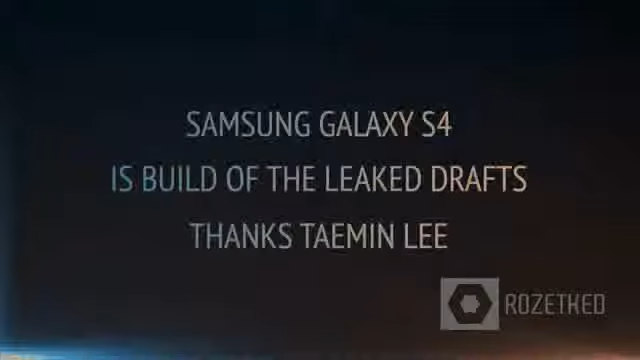 SAMSUNG GALAXY S4
IS BUILD OF THE LEAKED DRAFTS
THANKS TAEMIN LEE
ROZETKED